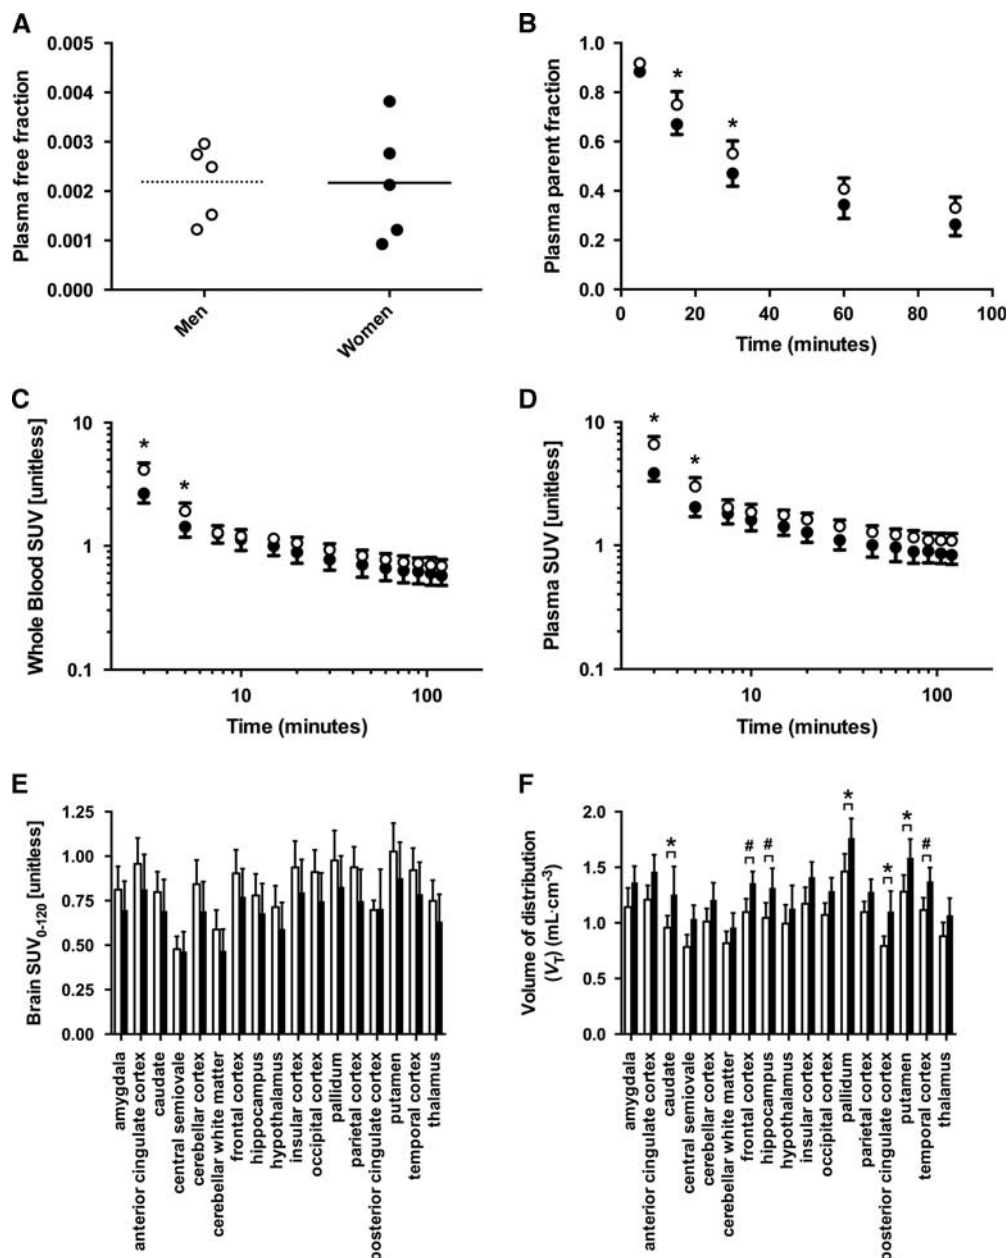 A
Plasma free fraction
0.005
0.004
0.003
0.002
0.001
0.000
Men
Women
B
Plasma parent fraction
1.0
0.8
0.6
0.4
0.2
0.0
*
*
0
20
40
60
80
100
Time (minutes)
C
Whole Blood SUV [unitless]
10
1
0.1
*
*
10
100
Time (minutes)
D
Plasma SUV [unitless]
10
1
0.1
*
*
10
100
Time (minutes)
E
Brain SUV0-120 [unitless]
1.25
1.00
0.75
0.50
0.25
0.00
amygdala
anterior cingulate cortex
caudate
central semiovale
cerebellar cortex
cerebellar white matter
frontal cortex
hippocampus
hypothalamus
insular cortex
occipital cortex
pallidum
parietal cortex
posterior cingulate cortex
putamen
temporal cortex
thalamus
F
Volume of distribution
(VT) (mL·cm-3)
2.0
1.5
1.0
0.5
0.0
*
#
#
*
*
*
#
amygdala
anterior cingulate cortex
caudate
central semiovale
cerebellar cortex
cerebellar white matter
frontal cortex
hippocampus
hypothalamus
insular cortex
occipital cortex
pallidum
parietal cortex
posterior cingulate cortex
putamen
temporal cortex
thalamus